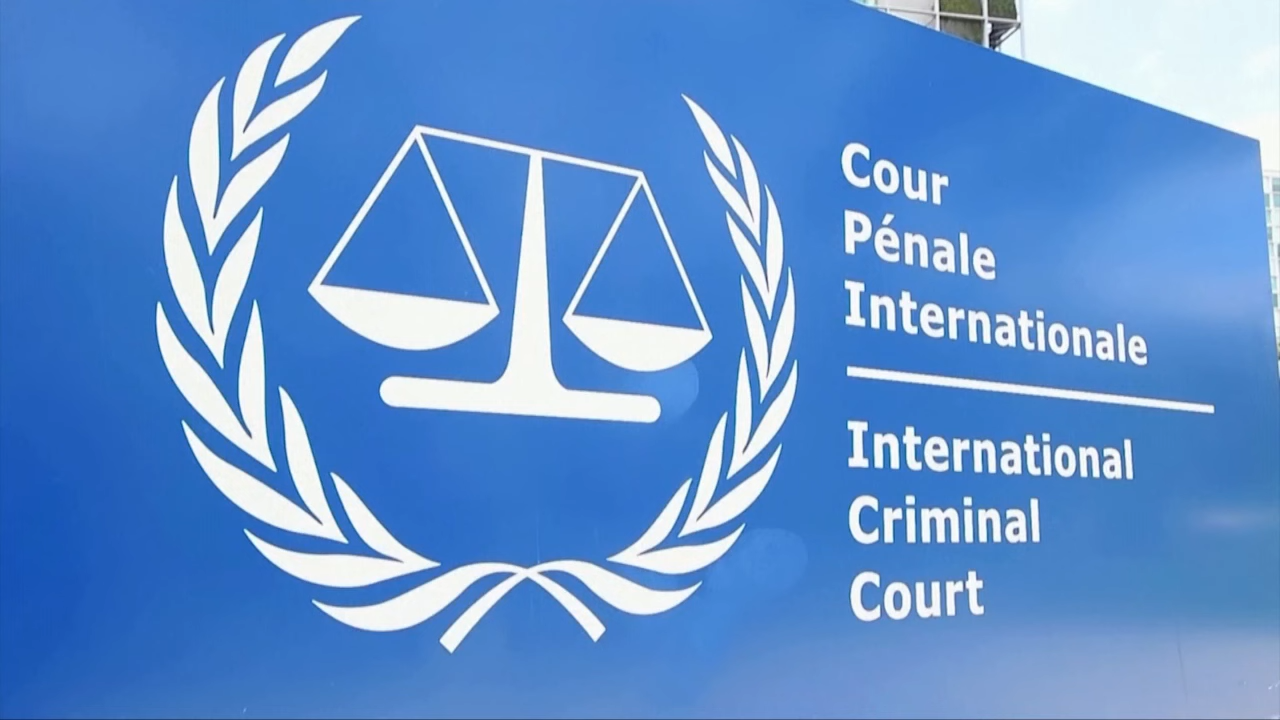 Cour
Pénale
Internationale
International
Criminal
Court